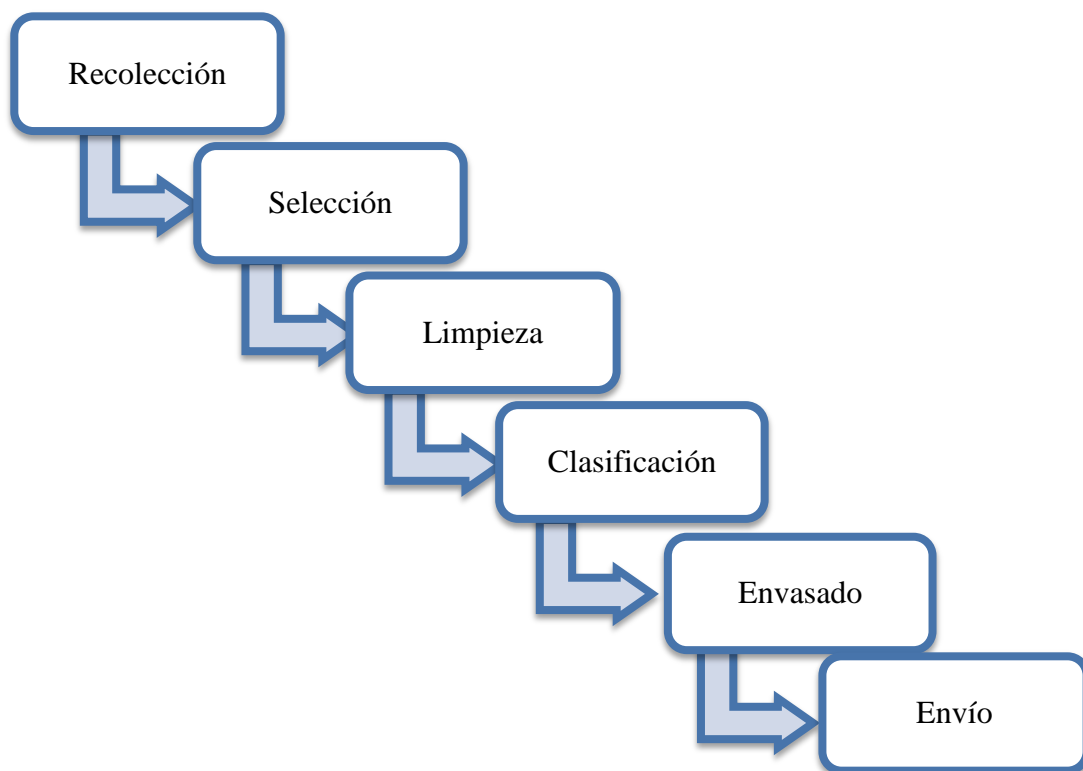 Recolección
Selección
Limpieza
Clasificación
Envasado
Envío